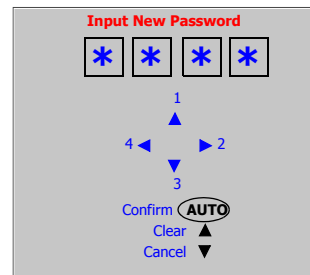 Input New Password
* * * *
1
4 ◀ ▶ 2
3
Confirm AUTO
Clear ▲
Cancel ▼